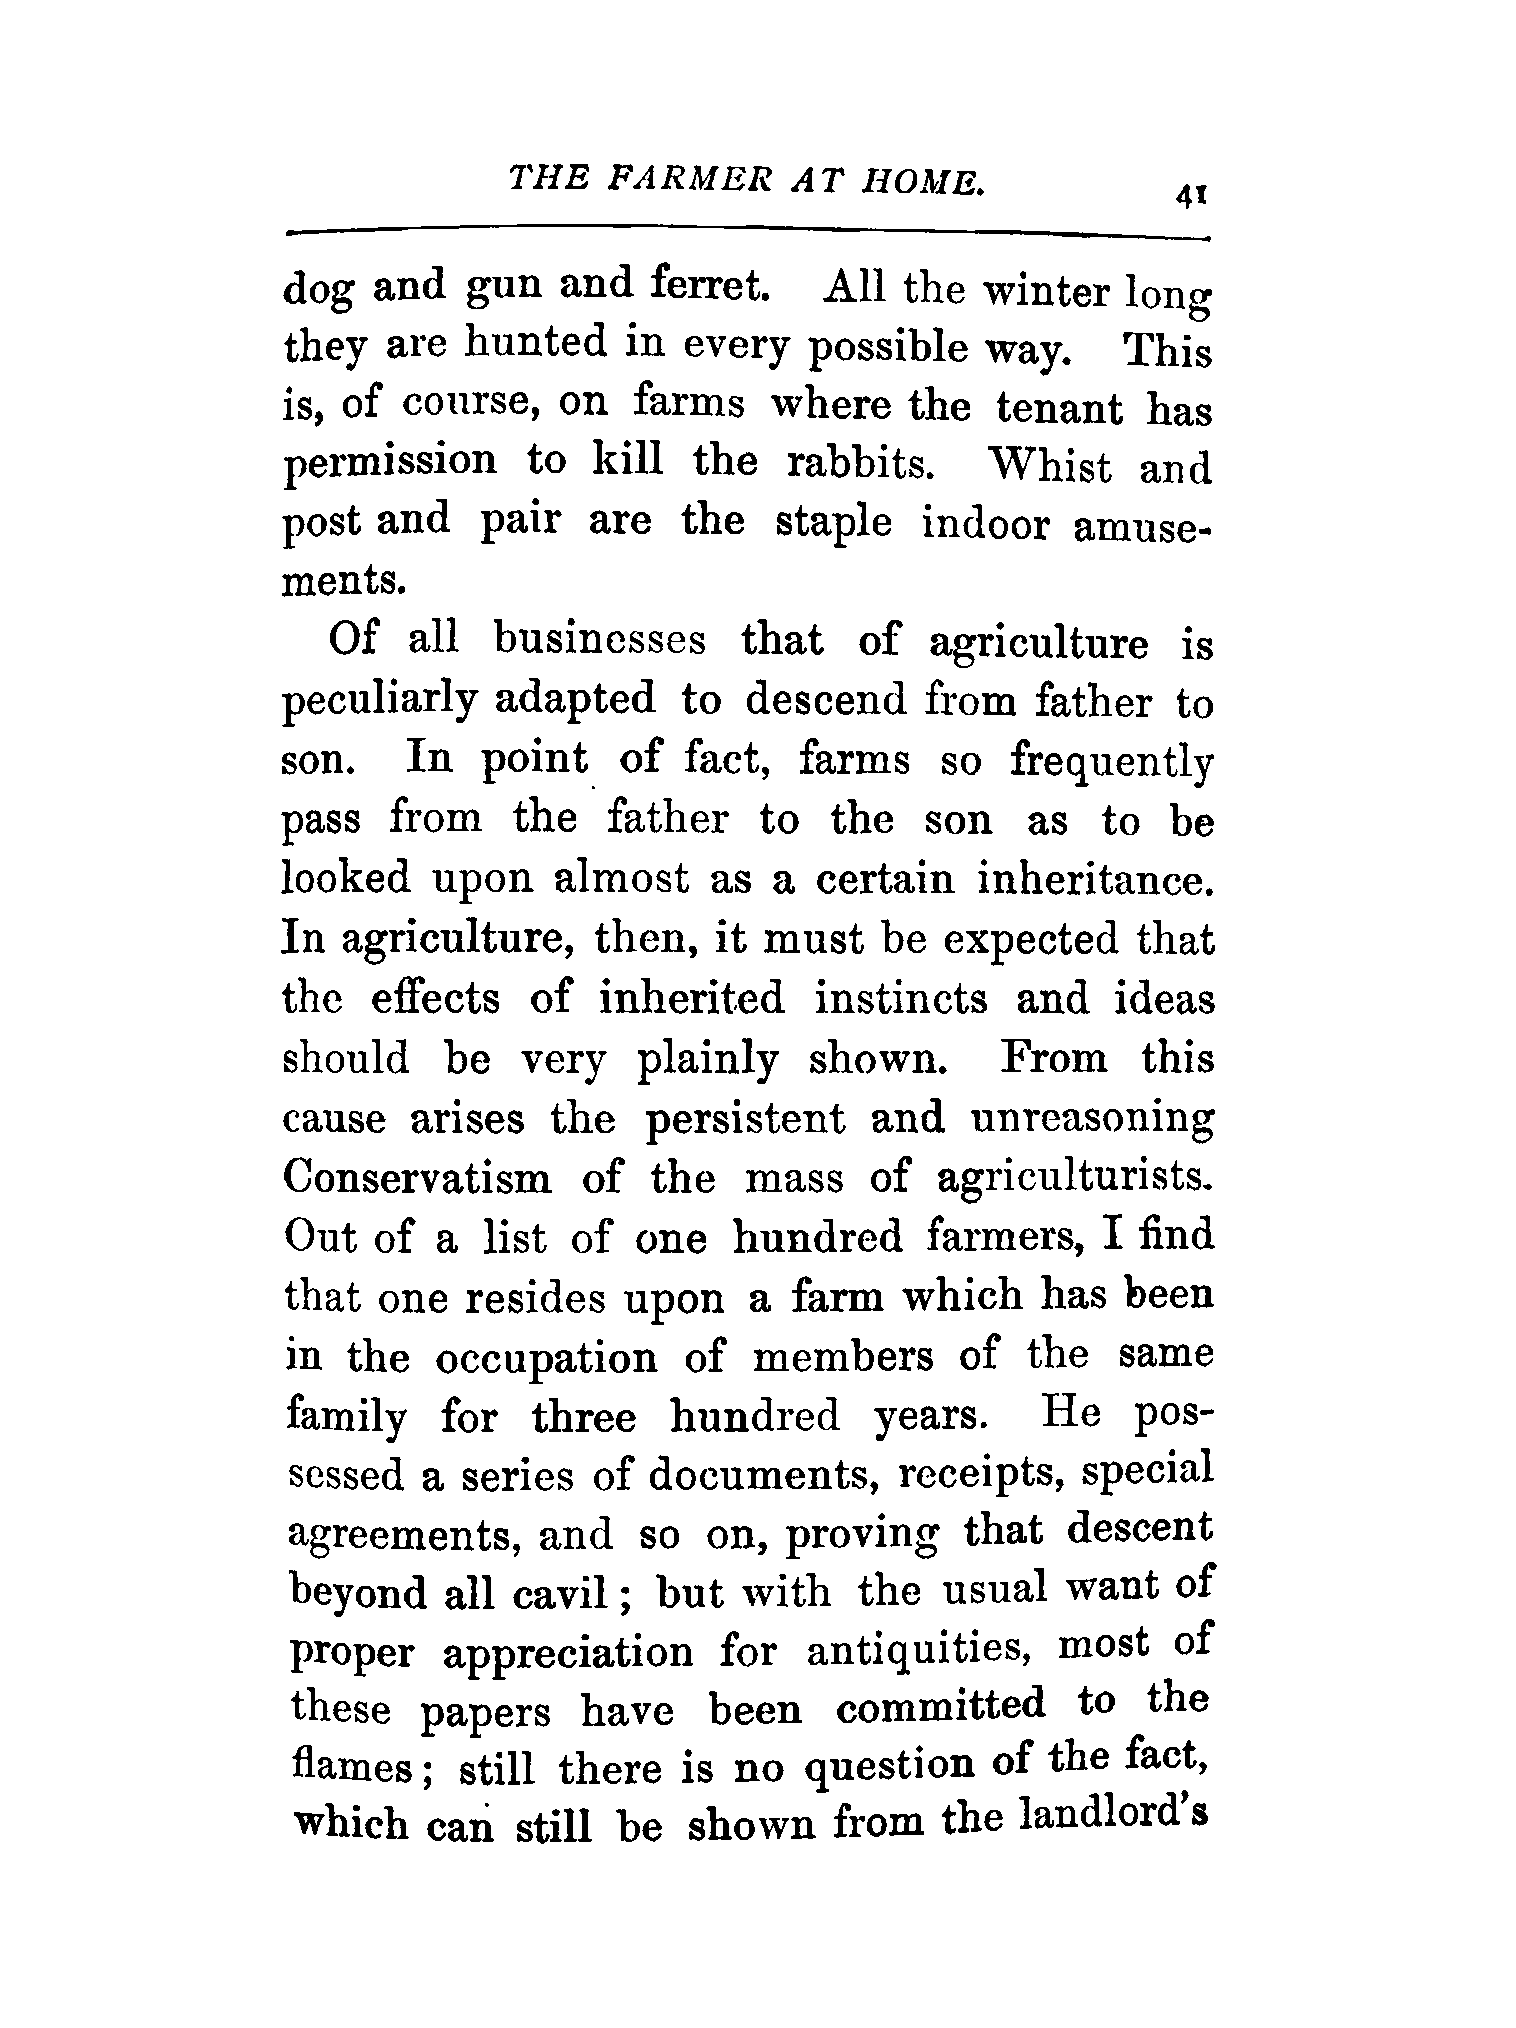 THE FARMER AT HOME. 41
dog and gun and ferret. All the winter long
they are hunted in every possible way. This
is, of course, on farms where the tenant has
permission to kill the rabbits. Whist and
post and pair are the staple indoor amuse-
ments.
Of all businesses that of agriculture is
peculiarly adapted to descend from father to
son. In point of fact, farms so frequently
pass from the father to the son as to be
looked upon almost as a certain inheritance.
In agriculture, then, it must be expected that
the effects of inherited instincts and ideas
should be very plainly shown. From this
cause arises the persistent and unreasoning
Conservatism of the mass of agriculturists.
Out of a list of one hundred farmers, I find
that one resides upon a farm which has been
in the occupation of members of the same
family for three hundred years. He pos-
sessed a series of documents, receipts, special
agreements, and so on, proving that descent
beyond all cavil; but with the usual want of
proper appreciation for antiquities, most of
these papers have been committed to the
flames; still there is no question of the fact,
which can still be shown from the landlord's